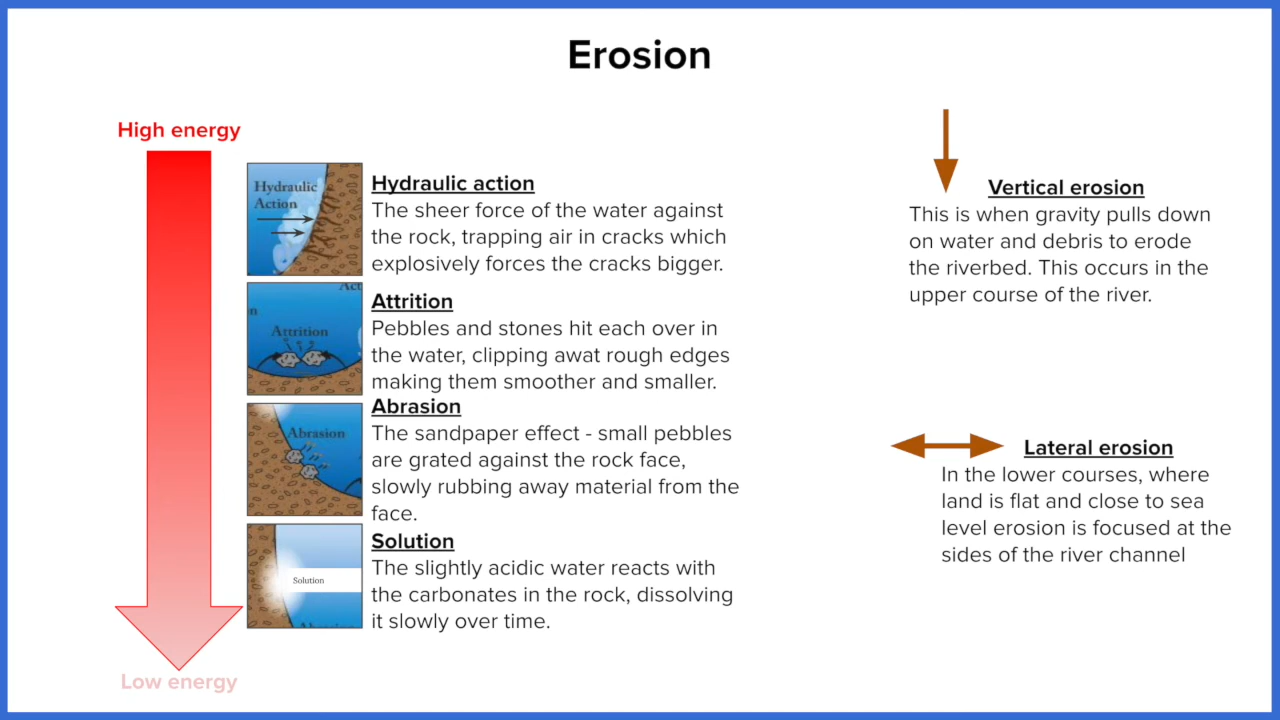 Erosion
High energy
Hydraulic
Action
Hydraulic action
The sheer force of the water against
the rock, trapping air in cracks which
explosively forces the cracks bigger.
Act
n
Attrition
Attrition
Pebbles and stones hit each over in
the water, clipping awat rough edges
making them smoother and smaller.
Abrasion
Abrasion
The sandpaper effect - small pebbles
are grated against the rock face,
slowly rubbing away material from the
face.
Solution
Solution
The slightly acidic water reacts with
the carbonates in the rock, dissolving
it slowly over time.
Abrasion
Low energy
Vertical erosion
This is when gravity pulls down
on water and debris to erode
the riverbed. This occurs in the
upper course of the river.
Lateral erosion
In the lower courses, where
land is flat and close to sea
level erosion is focused at the
sides of the river channel